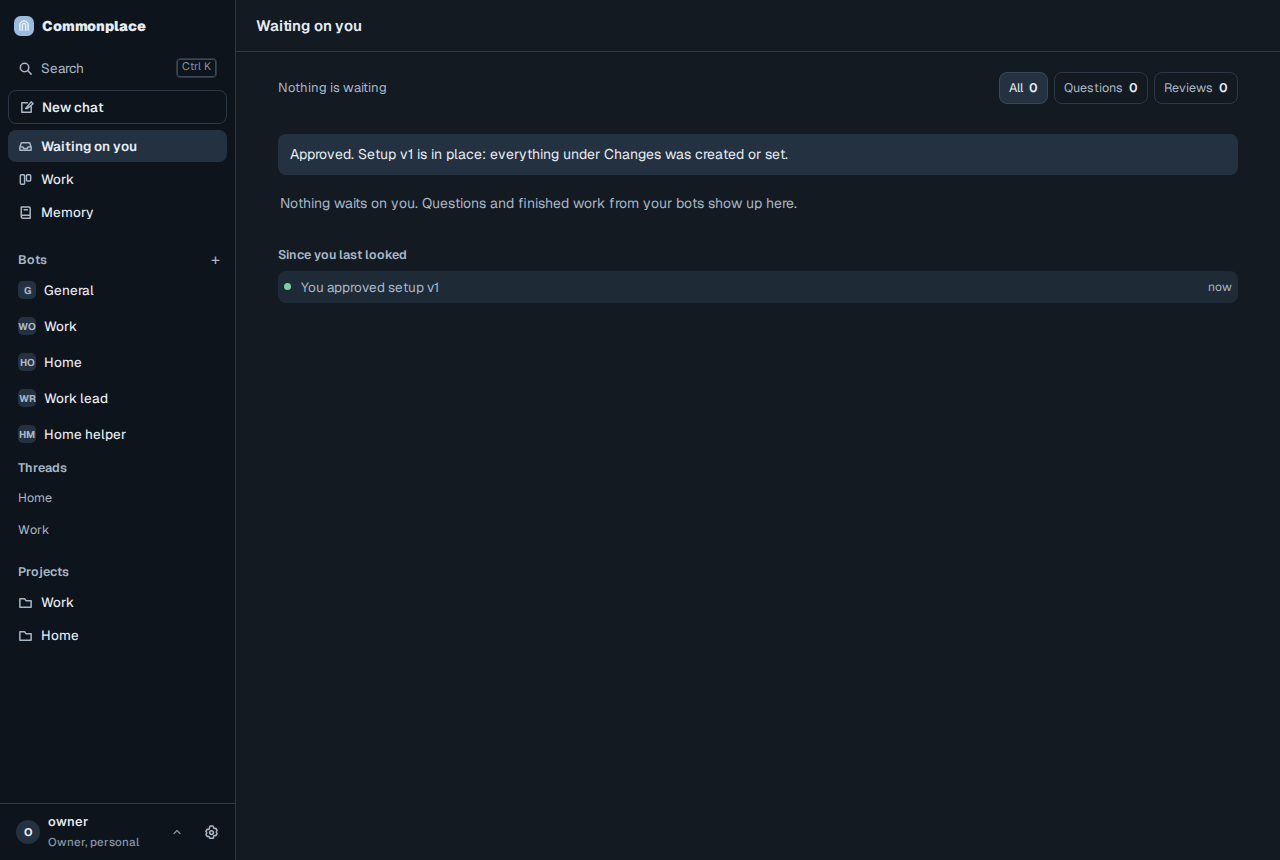 Commonplace
Search
Ctrl K
New chat
Waiting on you
Work
Memory
Bots
+
G General
WO Work
HO Home
WR Work lead
HM Home helper
Threads
Home
Work
Projects
Work
Home
O owner
Owner, personal
Waiting on you
Nothing is waiting
All 0
Questions 0
Reviews 0
Approved. Setup v1 is in place: everything under Changes was created or set.
Nothing waits on you. Questions and finished work from your bots show up here.
Since you last looked
You approved setup v1
now